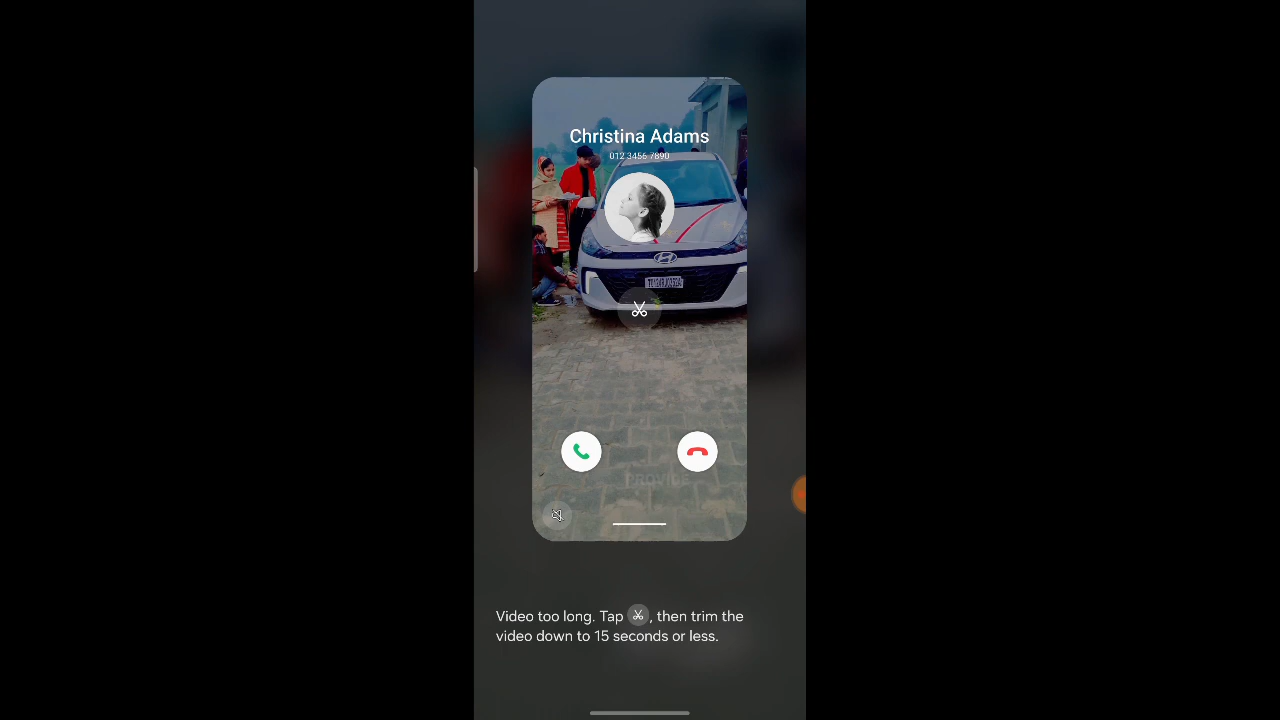 Christina Adams
012 3456 7890
PROVICE
Video too long. Tap , then trim the
video down to 15 seconds or less.